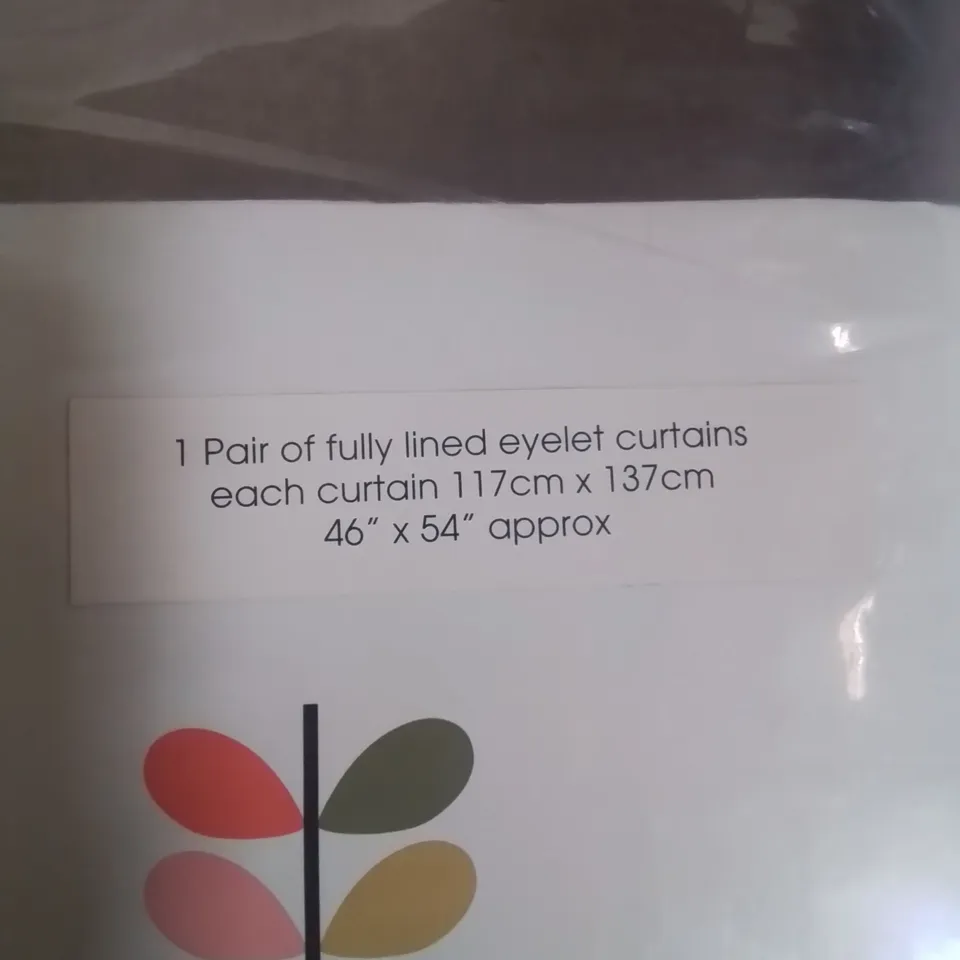 1 Pair of fully lined eyelet curtains
each curtain 117cm x 137cm
46″ x 54″ approx